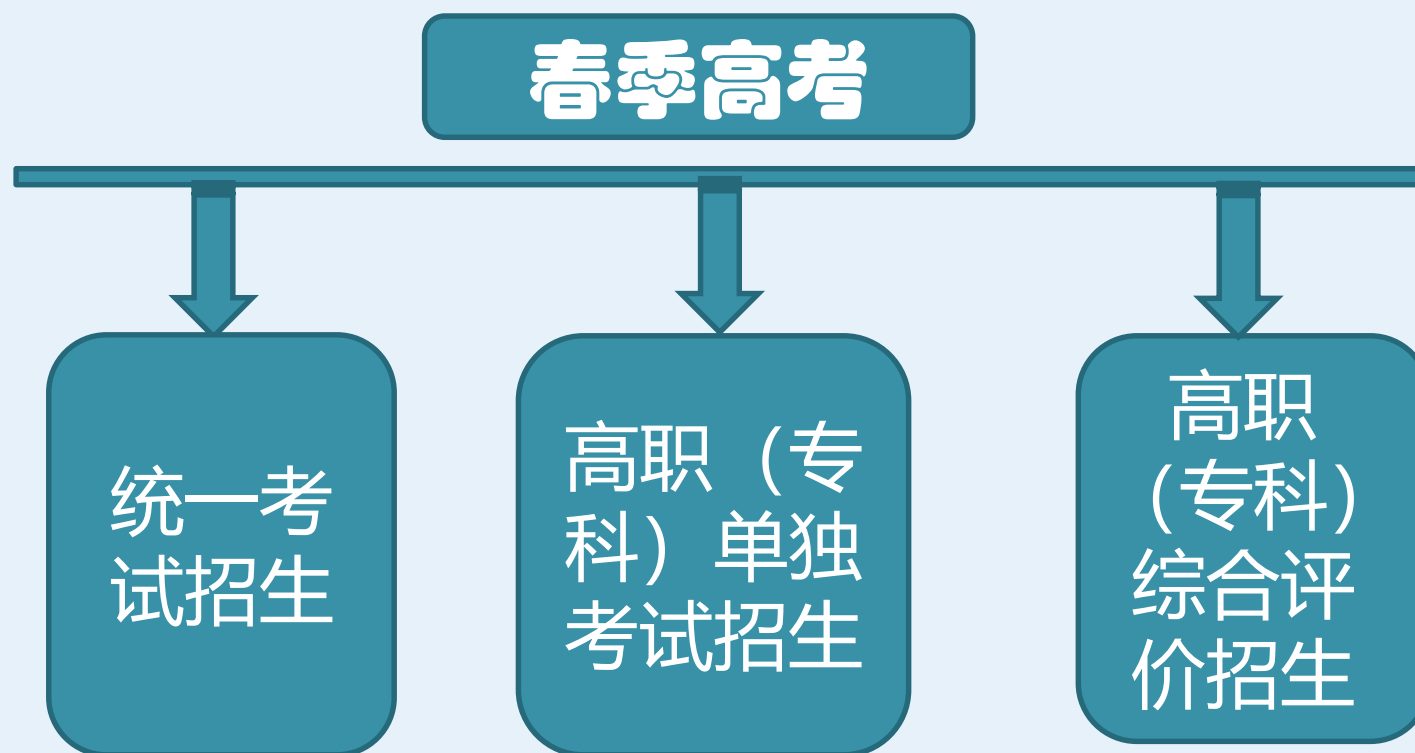 春季高考
统一考
试招生
高职（专
科）单独
考试招生
高职
（专科）
综合评
价招生